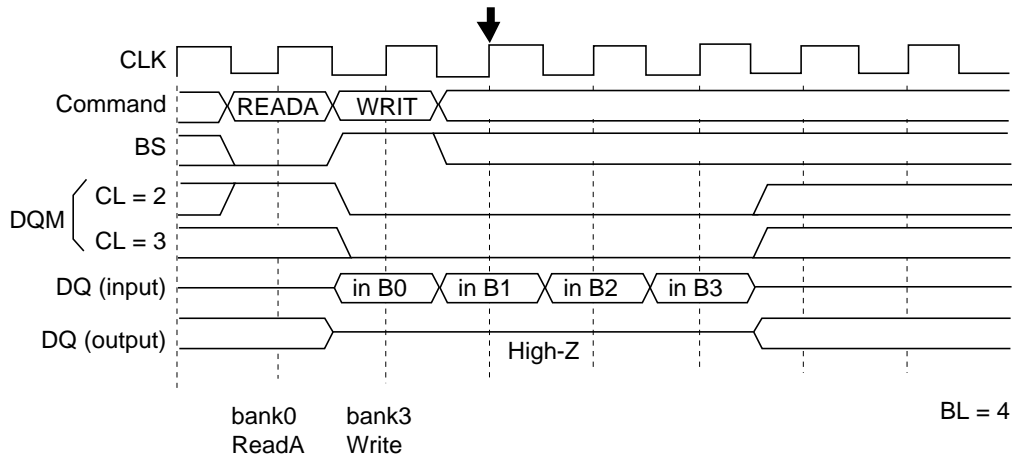 CLK
Command READA WRIT
BS
DQM CL = 2
CL = 3
DQ (input) in B0 in B1 in B2 in B3
DQ (output) High-Z
bank0 bank3 BL = 4
ReadA Write